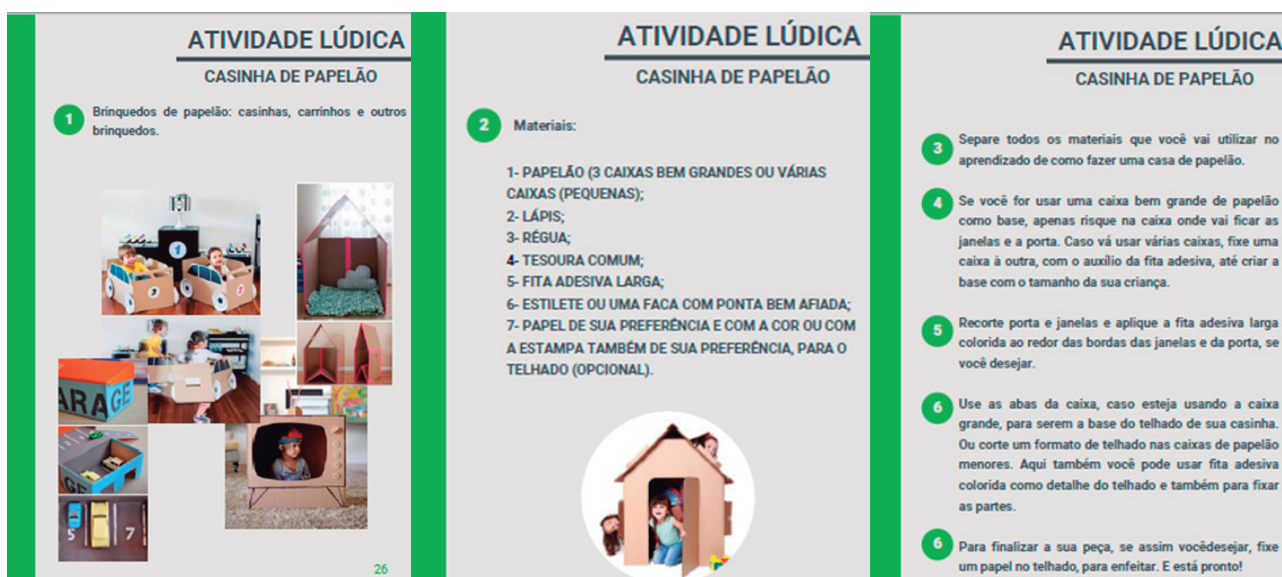 ATIVIDADE LÚDICA
CASINHA DE PAPELÃO
1
Brinquedos de papelão: casinhas, carrinhos e outros
brinquedos.
1
3
2
ARAGE
GE
5
7
26
ATIVIDADE LÚDICA
CASINHA DE PAPELÃO
2
Materiais:
1- PAPELÃO (3 CAIXAS BEM GRANDES OU VÁRIAS
CAIXAS (PEQUENAS);
2- LÁPIS;
3- RÉGUA;
4- TESOURA COMUM;
5- FITA ADESIVA LARGA;
6- ESTILETE OU UMA FACA COM PONTA BEM AFIADA;
7- PAPEL DE SUA PREFERÊNCIA E COM A COR OU COM
A ESTAMPA TAMBÉM DE SUA PREFERÊNCIA, PARA O
TELHADO (OPCIONAL).
ATIVIDADE LÚDICA
CASINHA DE PAPELÃO
3
Separe todos os materiais que você vai utilizar no
aprendizado de como fazer uma casa de papelão.
4
Se você for usar uma caixa bem grande de papelão
como base, apenas risque na caixa onde vai ficar as
janelas e a porta. Caso vá usar várias caixas, fixe uma
caixa à outra, com o auxílio da fita adesiva, até criar a
base com o tamanho da sua criança.
5
Recorte porta e janelas e aplique a fita adesiva larga
colorida ao redor das bordas das janelas e da porta, se
você desejar.
6
Use as abas da caixa, caso esteja usando a caixa
grande, para serem a base do telhado de sua casinha.
Ou corte um formato de telhado nas caixas de papelão
menores. Aqui também você pode usar fita adesiva
colorida como detalhe do telhado e também para fixar
as partes.
6
Para finalizar a sua peça, se assim vocêdesejar, fixe
um papel no telhado, para enfeitar. E está pronto!